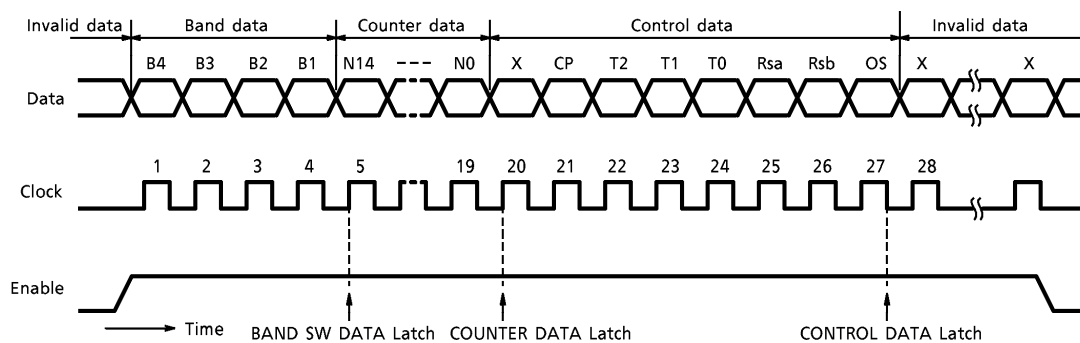 Invalid data Band data Counter data Control data Invalid data
B4 B3 B2 B1 N14 ---- N0 X CP T2 T1 T0 Rsa Rsb OS X X
Data
1 2 3 4 5 19 20 21 22 23 24 25 26 27 28
Clock
Enable
Time BAND SW DATA Latch COUNTER DATA Latch CONTROL DATA Latch